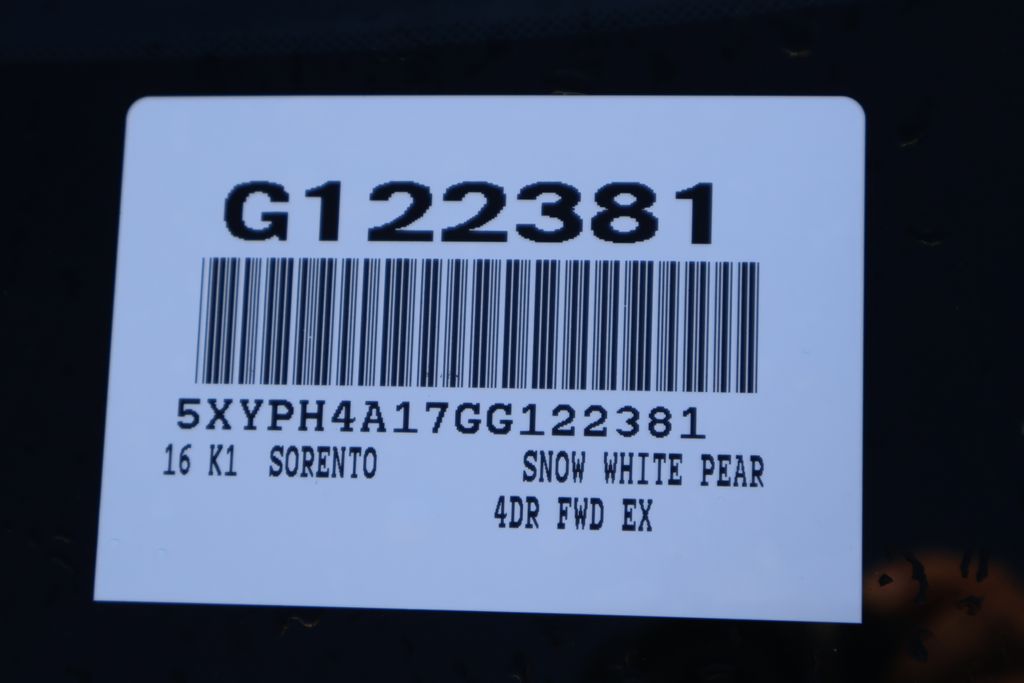 G122381
5XYPH4A17GG122381
16 K1 SORENTO SNOW WHITE PEAR
4DR FWD EX